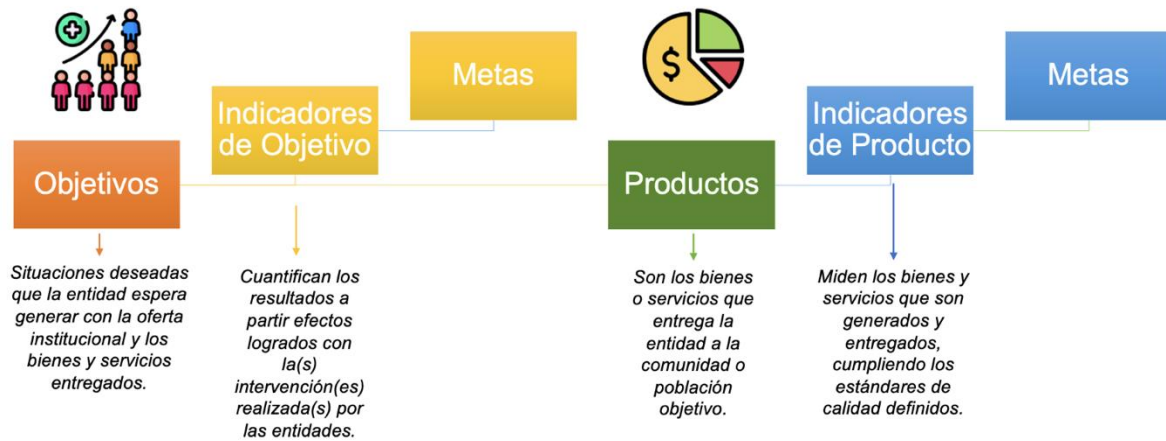 Objetivos
Situaciones deseadas
que la entidad espera
generar con la oferta
institucional y los
bienes y servicios
entregados.
Indicadores
de Objetivo
Metas
Cuantifican los
resultados a
partir efectos
logrados con
la(s)
intervención(es)
realizada(s) por
las entidades.
$
Productos
Son los bienes
o servicios que
entrega la
entidad a la
comunidad o
población
objetivo.
Indicadores
de Producto
Metas
Miden los bienes y
servicios que son
generados y
entregados,
cumpliendo los
estándares de
calidad definidos.